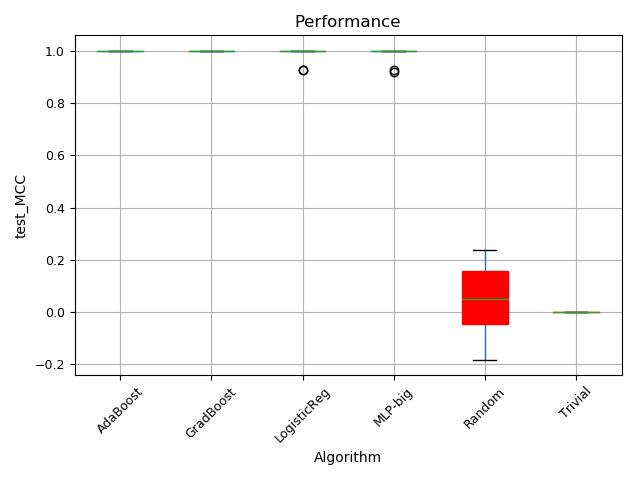 Performance
test_MCC
1.0
0.8
0.6
0.4
0.2
0.0
−0.2
AdaBoost
GradBoost
LogisticReg
MLP-big
Random
Trivial
Algorithm